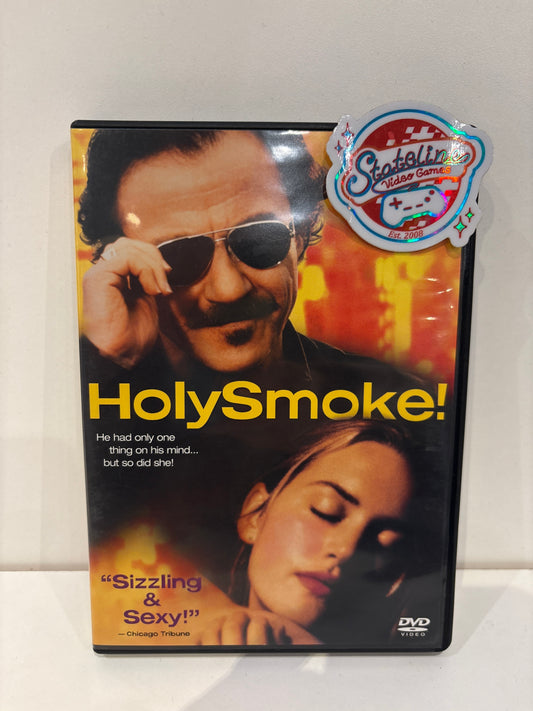 Stateline
Video Games
Est. 2008
HolySmoke!
He had only one
thing on his mind...
but so did she!
"Sizzling
&
Sexy!"
— Chicago Tribune
DVD
VIDEO